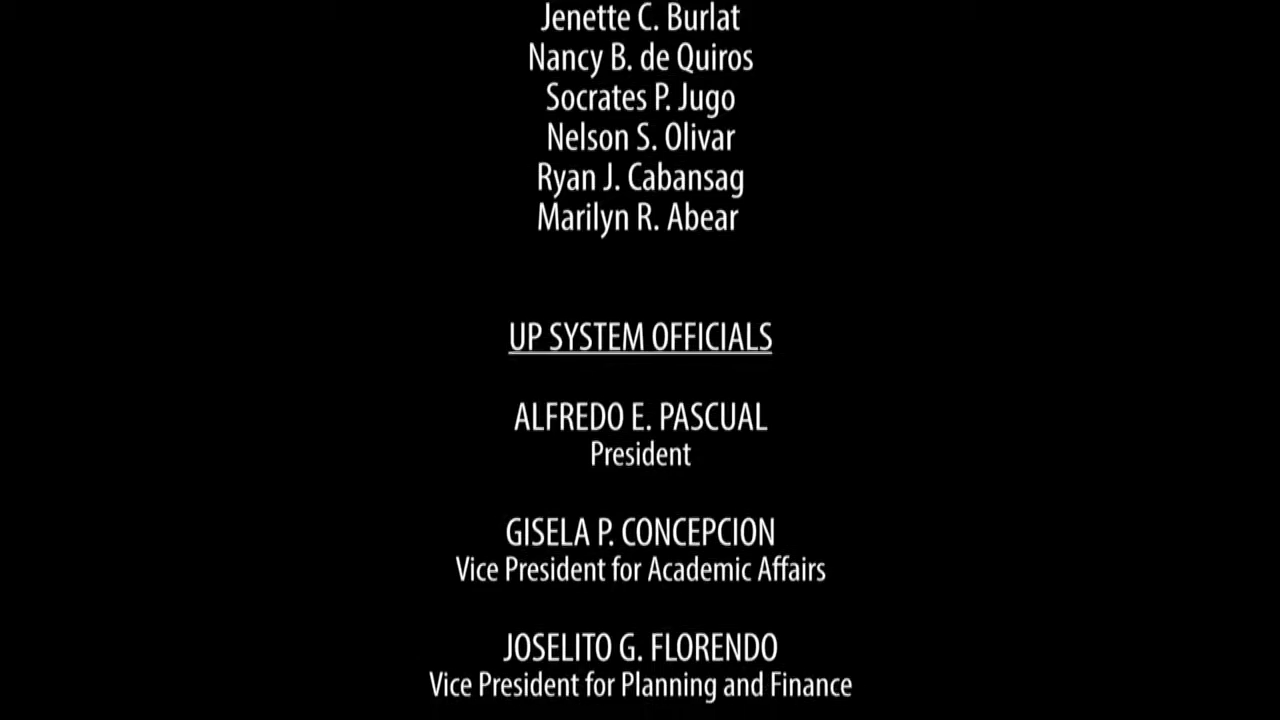 Jenette C. Burlat
Nancy B. de Quiros
Socrates P. Jugo
Nelson S. Olivar
Ryan J. Cabansag
Marilyn R. Abear
UP SYSTEM OFFICIALS
ALFREDO E. PASCUAL
President
GISELA P. CONCEPCION
Vice President for Academic Affairs
JOSELITO G. FLORENDO
Vice President for Planning and Finance